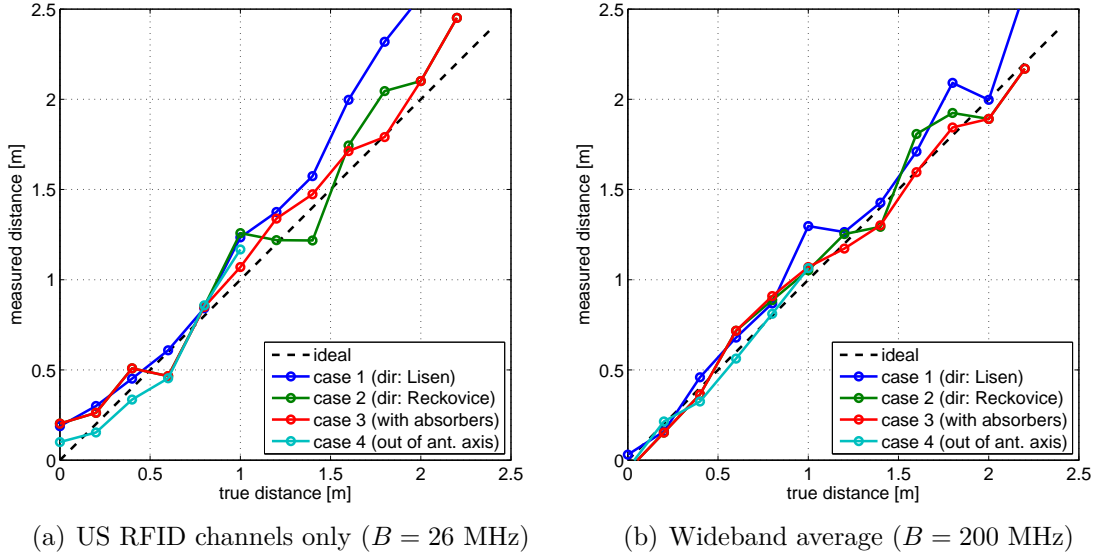 2.5
2
1.5
1
0.5
0
0
0.5
1
1.5
2
2.5
measured distance [m]
true distance [m]
ideal
case 1 (dir: Lisen)
case 2 (dir: Reckovice)
case 3 (with absorbers)
case 4 (out of ant. axis)
(a) US RFID channels only (B = 26 MHz)
2.5
2
1.5
1
0.5
0
0
0.5
1
1.5
2
2.5
measured distance [m]
true distance [m]
ideal
case 1 (dir: Lisen)
case 2 (dir: Reckovice)
case 3 (with absorbers)
case 4 (out of ant. axis)
(b) Wideband average (B = 200 MHz)